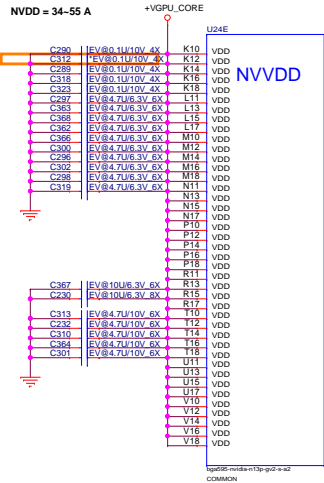 NVDD = 34~55 A
+VGPU_CORE
U24E
C290 EV@0.1U/10V_4X K10 VDD
C312 *EV@0.1U/10V_4X K12 VDD
C289 EV@0.1U/10V_4X K14 VDD
C318 EV@0.1U/10V_4X K16 VDD
C323 EV@0.1U/10V_4X K18 VDD
C297 EV@4.7U/6.3V_6X L11 VDD
C363 EV@4.7U/6.3V_6X L13 VDD
C368 EV@4.7U/6.3V_6X L15 VDD
C362 EV@4.7U/6.3V_6X L17 VDD
C366 EV@4.7U/6.3V_6X M10 VDD
C300 EV@4.7U/6.3V_6X M12 VDD
C296 EV@4.7U/6.3V_6X M14 VDD
C302 EV@4.7U/6.3V_6X M16 VDD
C298 EV@4.7U/6.3V_6X M18 VDD
C319 EV@4.7U/6.3V_6X N11 VDD
N13 VDD
N15 VDD
N17 VDD
P10 VDD
P12 VDD
P14 VDD
P16 VDD
P18 VDD
R11 VDD
C367 EV@10U/6.3V_6X R13 VDD
C230 EV@10U/6.3V_8X R15 VDD
R17 VDD
C313 EV@4.7U/10V_6X T10 VDD
C232 EV@4.7U/10V_6X T12 VDD
C310 EV@4.7U/10V_6X T14 VDD
C364 EV@4.7U/10V_6X T16 VDD
C301 EV@4.7U/10V_6X T18 VDD
U11 VDD
U13 VDD
U15 VDD
U17 VDD
V10 VDD
V12 VDD
V14 VDD
V16 VDD
V18 VDD
NVVDD
bga595-nvidia-n13p-gv2-s-a2
COMMON